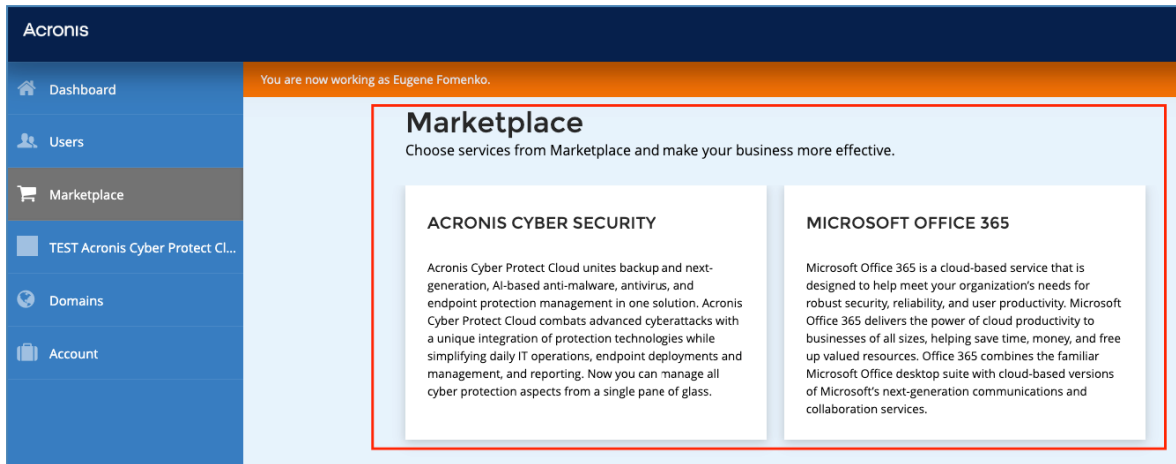 Acronis
Dashboard
Users
Marketplace
TEST Acronis Cyber Protect Cl...
Domains
Account
You are now working as Eugene Fomenko.
Marketplace
Choose services from Marketplace and make your business more effective.
ACRONIS CYBER SECURITY
Acronis Cyber Protect Cloud unites backup and next-
generation, AI-based anti-malware, antivirus, and
endpoint protection management in one solution. Acronis
Cyber Protect Cloud combats advanced cyberattacks with
a unique integration of protection technologies while
simplifying daily IT operations, endpoint deployments and
management, and reporting. Now you can manage all
cyber protection aspects from a single pane of glass.
MICROSOFT OFFICE 365
Microsoft Office 365 is a cloud-based service that is
designed to help meet your organization's needs for
robust security, reliability, and user productivity. Microsoft
Office 365 delivers the power of cloud productivity to
businesses of all sizes, helping save time, money, and free
up valued resources. Office 365 combines the familiar
Microsoft Office desktop suite with cloud-based versions
of Microsoft's next-generation communications and
collaboration services.